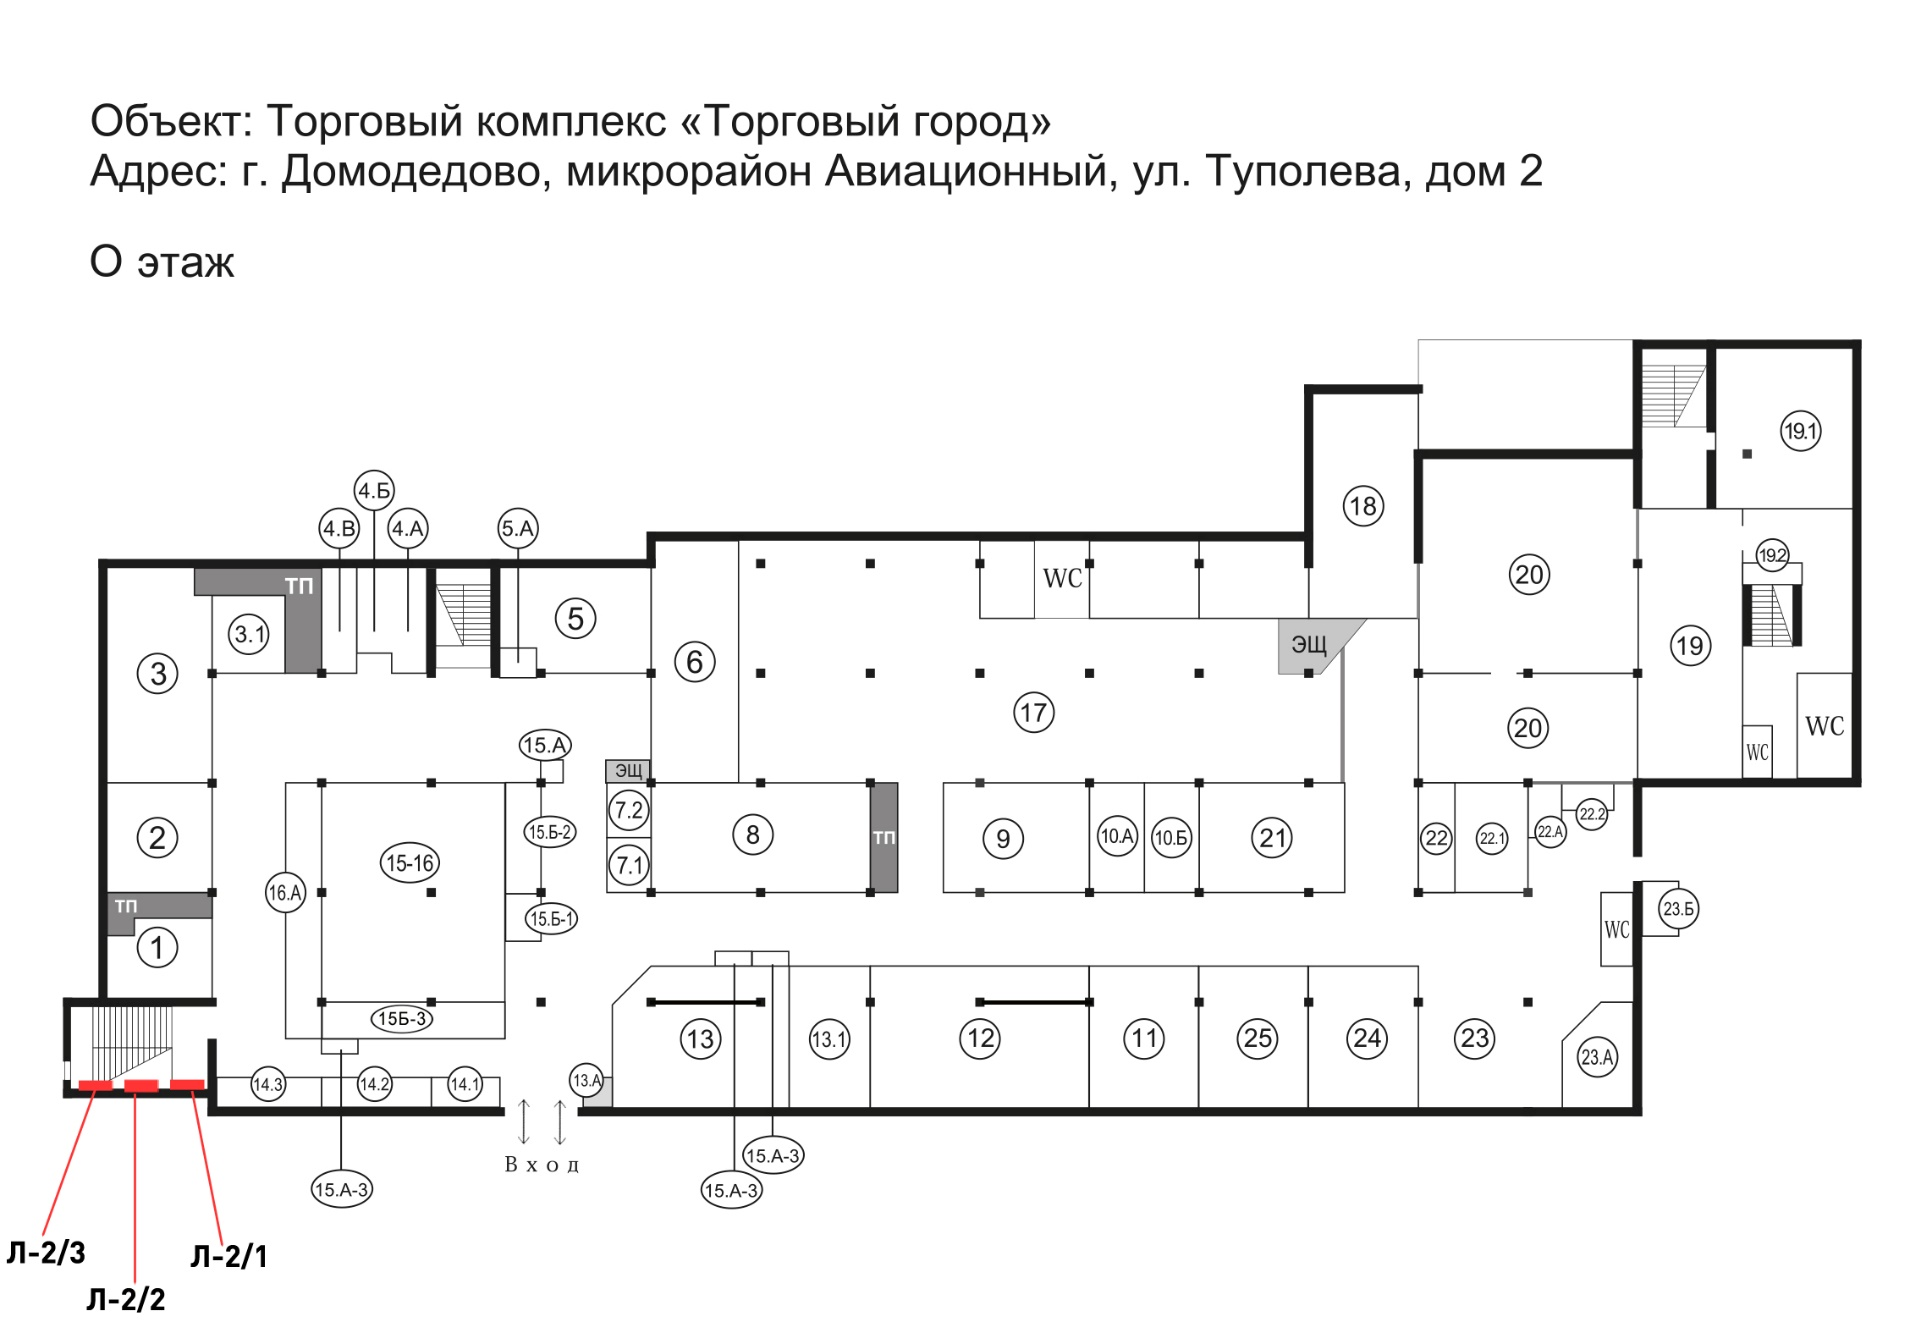 Объект: Торговый комплекс «Торговый город»
Адрес: г. Домодедово, микрорайон Авиационный, ул. Туполева, дом 2
О этаж
19.1
4.Б
18
4.В
4.А
5.А
19.2
20
WC
ТП
5
3.1
ЭЩ
19
6
3
17
20
WC
15.А
WC
ЭЩ
7.2
22.2
15.Б-2
22.А
8
ТП
9
10.А
10.Б
21
22
22.1
2
15-16
7.1
16.А
ТП
23.Б
15.Б-1
WC
1
15Б-3
13
13.1
12
11
25
24
23
23.А
14.3
14.2
14.1
13.А
15.А-3
Вход
15.А-3
15.А-3
Л-2/3
Л-2/1
Л-2/2